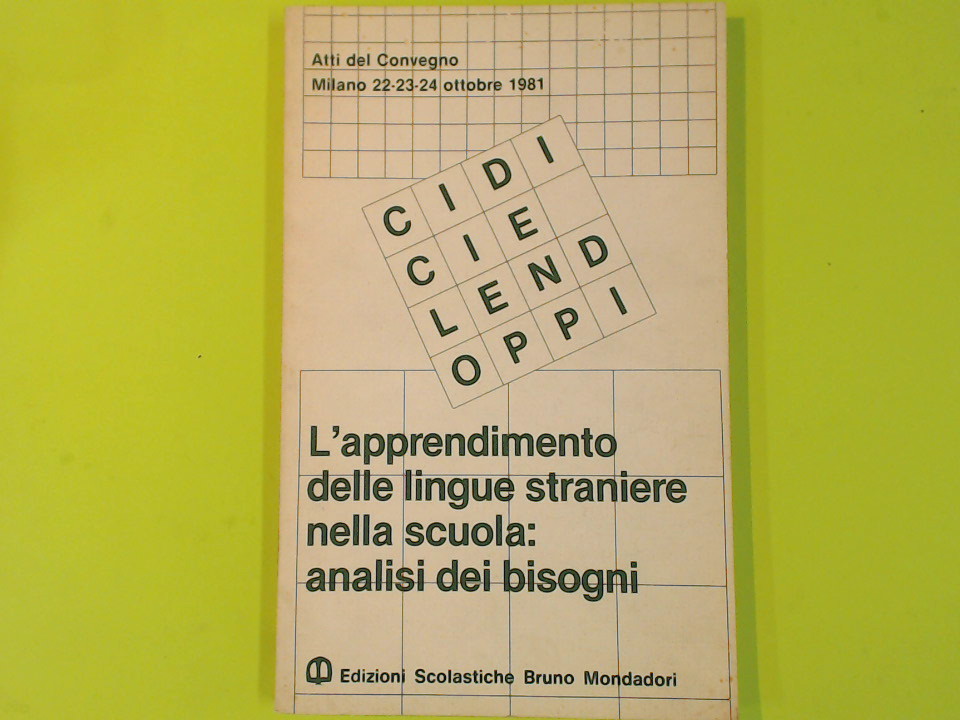 Atti del Convegno
Milano 22-23-24 ottobre 1981
CIDI
CIE
LEND
OPPI
L'apprendimento
delle lingue straniere
nella scuola:
analisi dei bisogni
Edizioni Scolastiche Bruno Mondadori